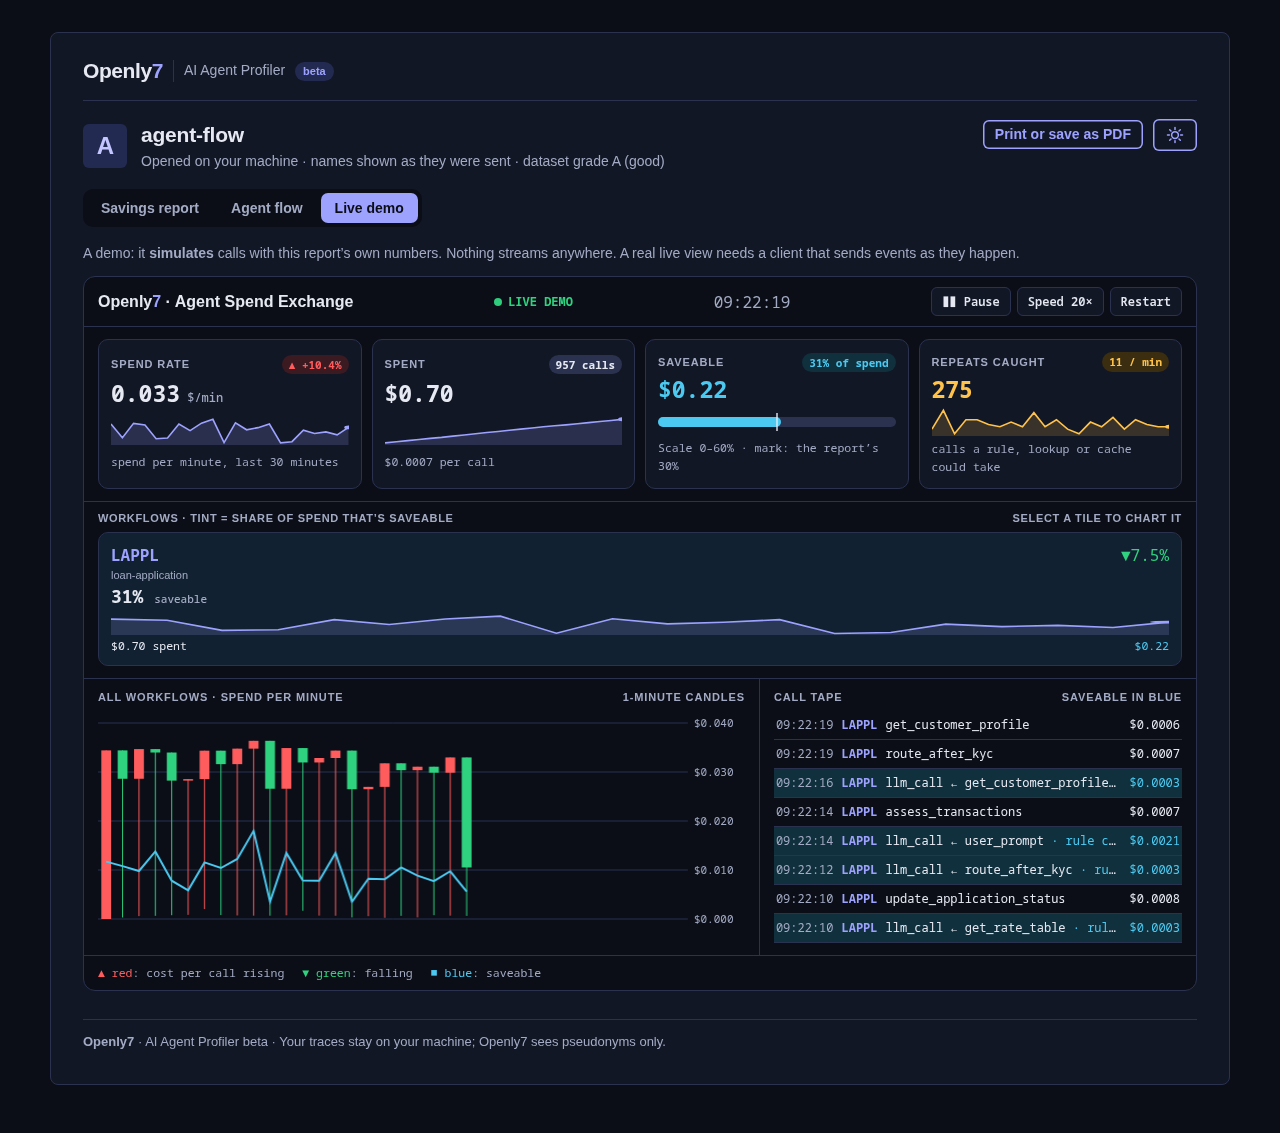 Openly7 AI Agent Profiler beta
A
agent-flow
Opened on your machine · names shown as they were sent · dataset grade A (good)
Print or save as PDF
Savings report Agent flow Live demo
A demo: it simulates calls with this report’s own numbers. Nothing streams anywhere. A real live view needs a client that sends events as they happen.
Openly7 · Agent Spend Exchange
LIVE DEMO
09:22:19
Pause Speed 20× Restart
SPEND RATE ▲ +10.4%
0.033 $/min
spend per minute, last 30 minutes
SPENT 957 calls
$0.70
$0.0007 per call
SAVEABLE 31% of spend
$0.22
Scale 0–60% · mark: the report’s
30%
REPEATS CAUGHT 11 / min
275
calls a rule, lookup or cache
could take
WORKFLOWS · TINT = SHARE OF SPEND THAT’S SAVEABLE SELECT A TILE TO CHART IT
LAPPL ▼7.5%
loan-application
31% saveable
$0.70 spent $0.22
ALL WORKFLOWS · SPEND PER MINUTE 1-MINUTE CANDLES
$0.040
$0.030
$0.020
$0.010
$0.000
CALL TAPE SAVEABLE IN BLUE
09:22:19 LAPPL get_customer_profile $0.0006
09:22:19 LAPPL route_after_kyc $0.0007
09:22:16 LAPPL llm_call ← get_customer_profile… $0.0003
09:22:14 LAPPL assess_transactions $0.0007
09:22:14 LAPPL llm_call ← user_prompt · rule c… $0.0021
09:22:12 LAPPL llm_call ← route_after_kyc · ru… $0.0003
09:22:10 LAPPL update_application_status $0.0008
09:22:10 LAPPL llm_call ← get_rate_table · rul… $0.0003
▲ red: cost per call rising ▼ green: falling ■ blue: saveable
Openly7 · AI Agent Profiler beta · Your traces stay on your machine; Openly7 sees pseudonyms only.